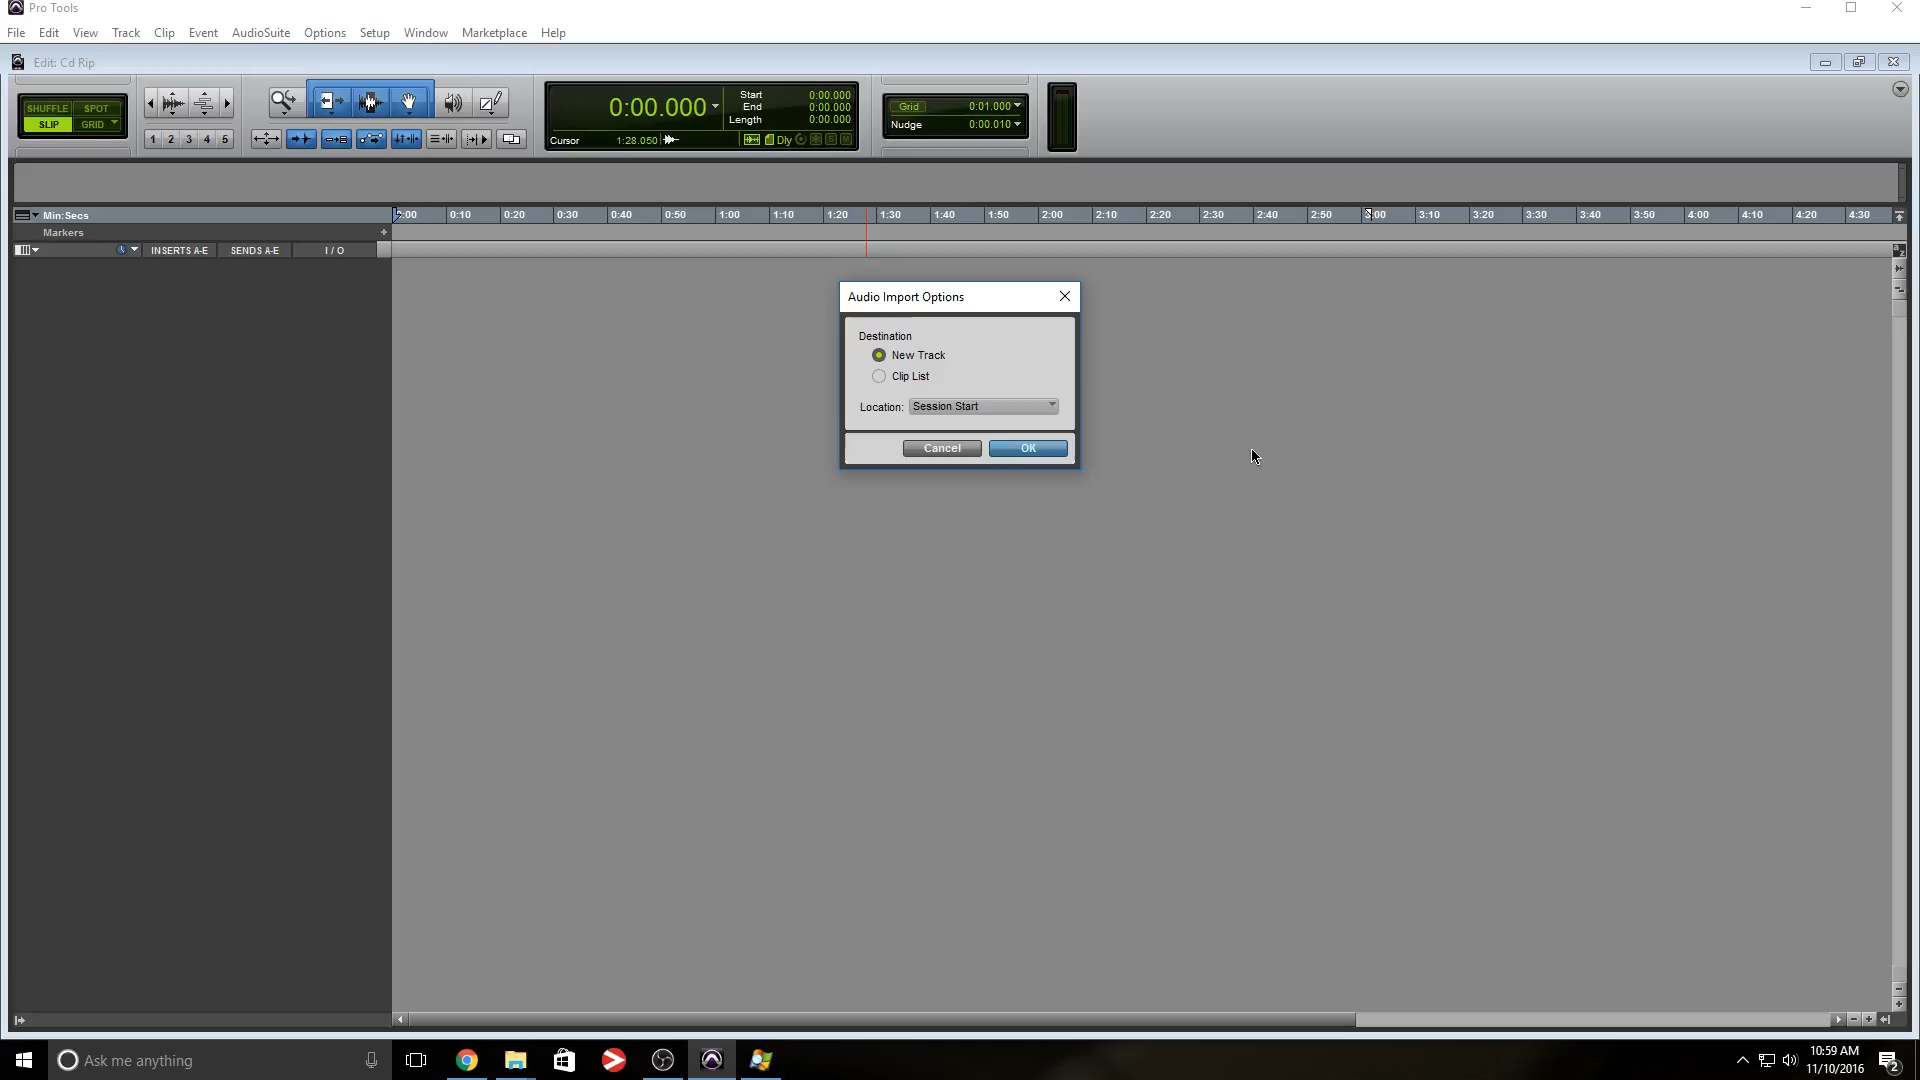 Pro Tools
File Edit View Track Clip Event AudioSuite Options Setup Window Marketplace Help
Edit: Cd Rip
SHUFFLE SPOT
SLIP GRID
1 2 3 4 5
0:00.000
Start 0:00.000
End 0:00.000
Length 0:00.000
Cursor 1:28.050 Dly S M
Grid 0:01.000
Nudge 0:00.010
Min:Secs 0:10 0:20 0:30 0:40 0:50 1:00 1:10 1:20 1:30 1:40 1:50 2:00 2:10 2:20 2:30 2:40 2:50 3:00 3:10 3:20 3:30 3:40 3:50 4:00 4:10 4:20 4:30
Markers +
INSERTS A-E SENDS A-E I / O
Audio Import Options
Destination
New Track
Clip List
Location: Session Start
Cancel OK
Ask me anything
10:59 AM
11/10/2016
2